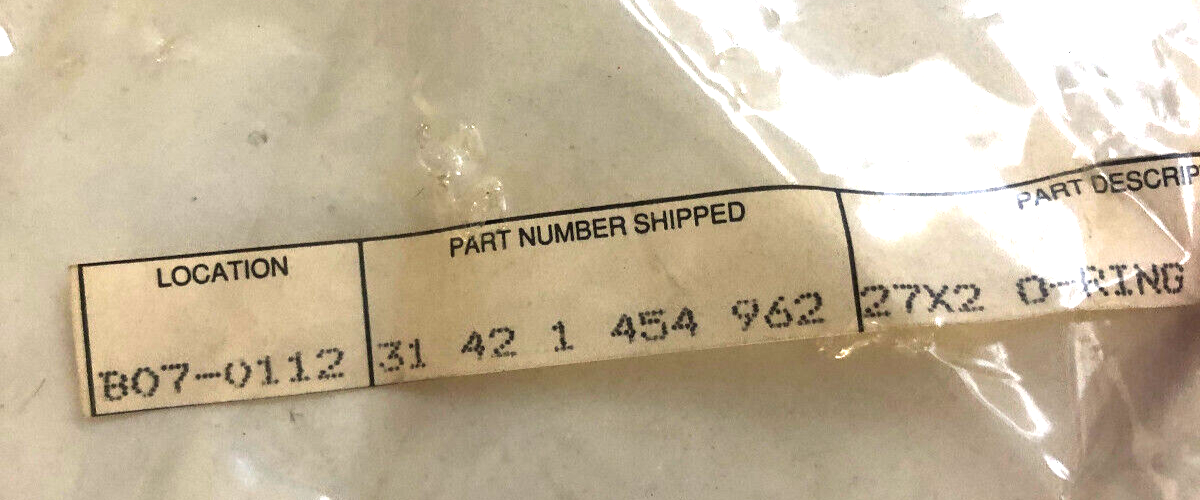 LOCATION PART NUMBER SHIPPED PART DESCRIP
B07-0112 31 42 1 454 962 27X2 O-RING